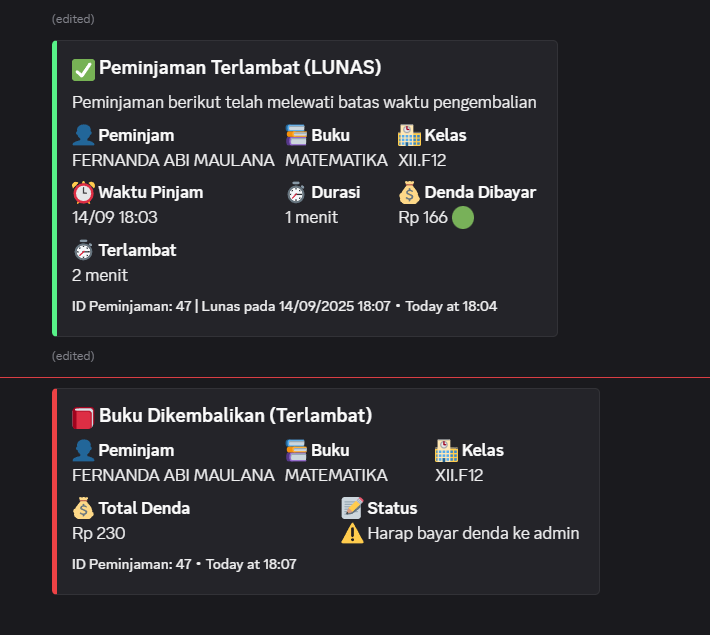 (edited)
Peminjaman Terlambat (LUNAS)
Peminjaman berikut telah melewati batas waktu pengembalian
Peminjam Buku Kelas
FERNANDA ABI MAULANA MATEMATIKA XII.F12
Waktu Pinjam Durasi Denda Dibayar
14/09 18:03 1 menit Rp 166
Terlambat
2 menit
ID Peminjaman: 47 | Lunas pada 14/09/2025 18:07 • Today at 18:04
(edited)
Buku Dikembalikan (Terlambat)
Peminjam Buku Kelas
FERNANDA ABI MAULANA MATEMATIKA XII.F12
Total Denda Status
Rp 230 Harap bayar denda ke admin
ID Peminjaman: 47 • Today at 18:07